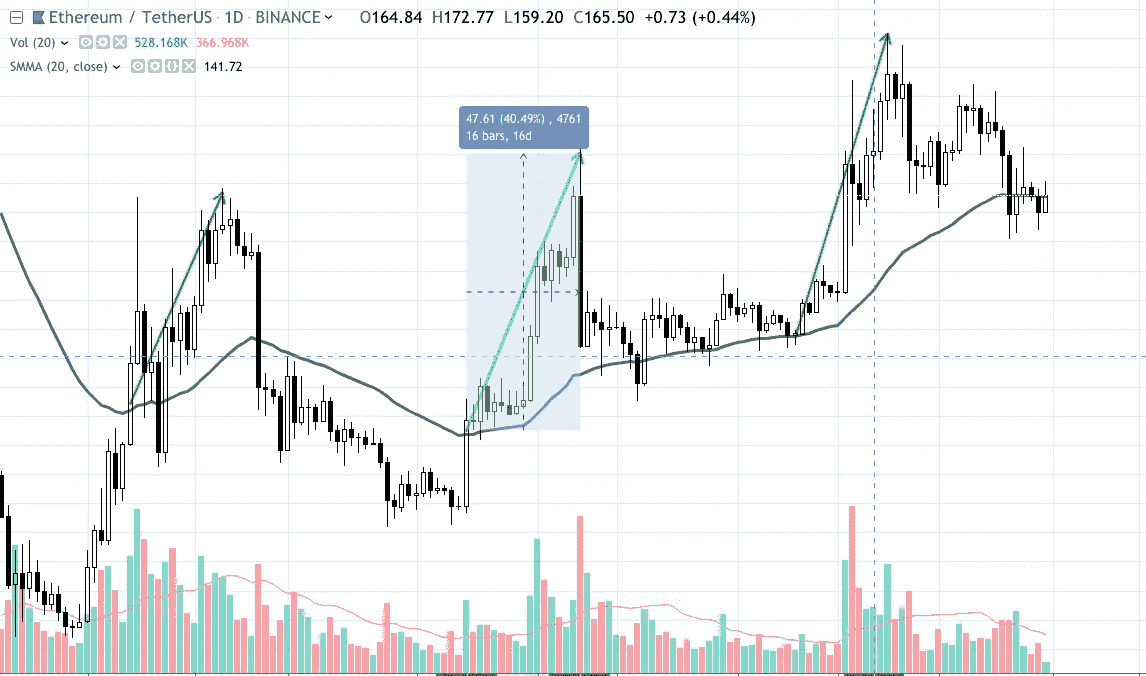 Ethereum / TetherUS · 1D · BINANCE O164.84 H172.77 L159.20 C165.50 +0.73 (+0.44%)
Vol (20) 528.168K 366.968K
SMMA (20, close) 141.72
47.61 (40.49%) , 4761
16 bars, 16d